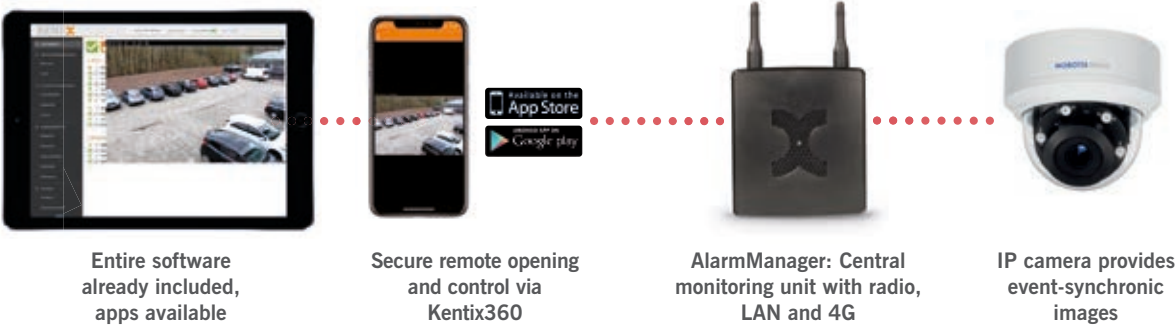 Available on the
App Store
ANDROID APP ON
Google play
MOBOTIX
Entire software
already included,
apps available
Secure remote opening
and control via
Kentix360
AlarmManager: Central
monitoring unit with radio,
LAN and 4G
IP camera provides
event-synchronic
images